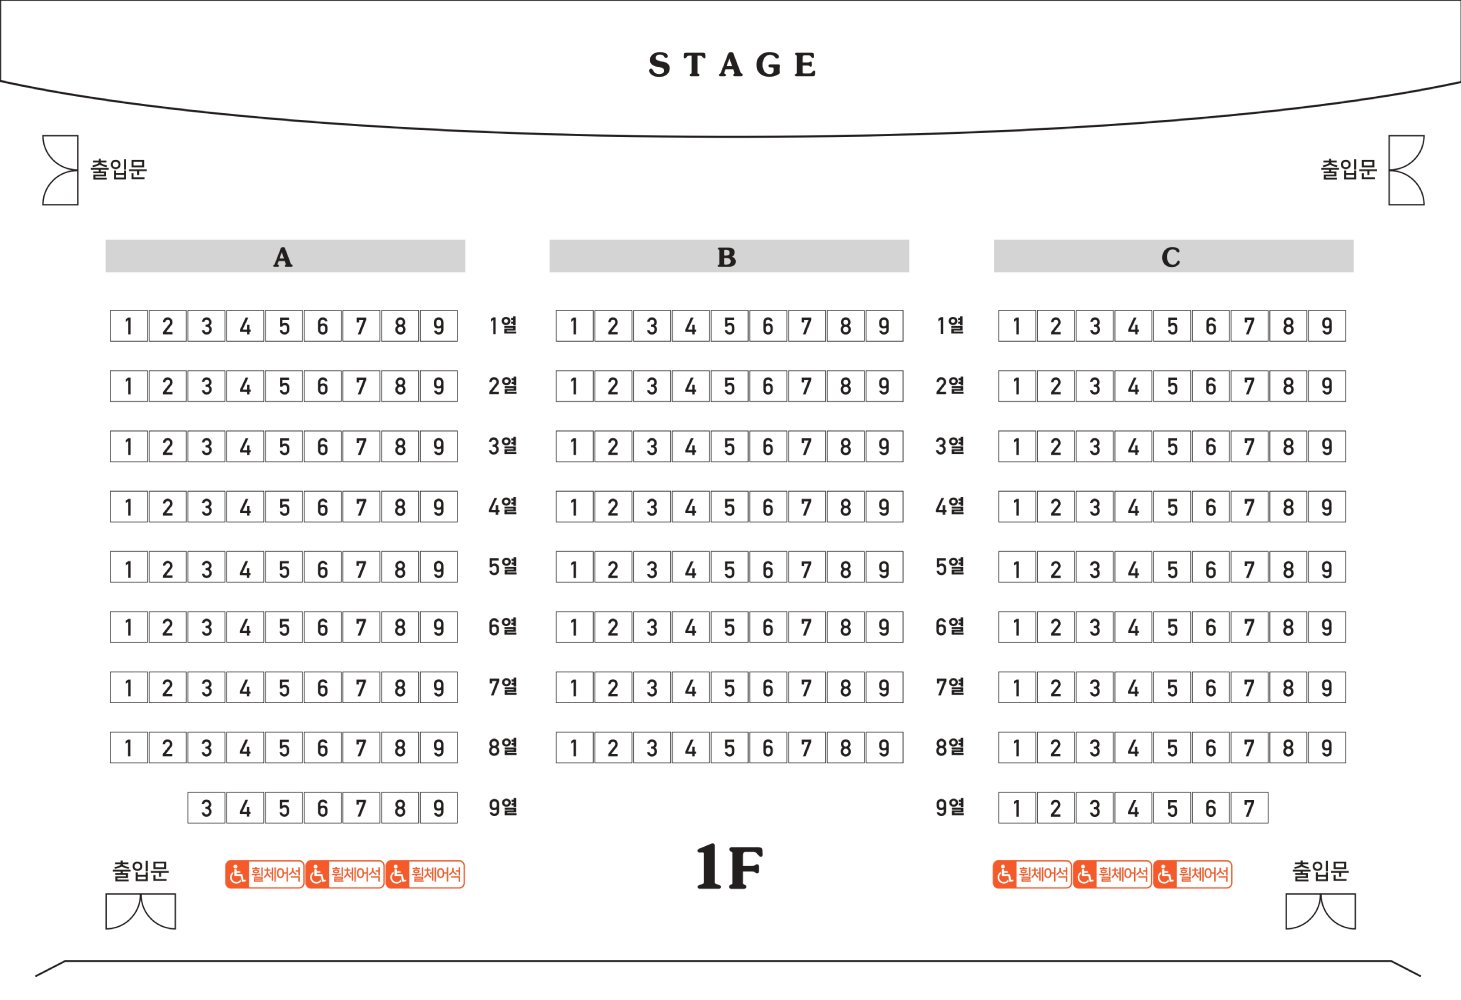 STAGE
출입문 출입문
A B C
1 2 3 4 5 6 7 8 9 1열 1 2 3 4 5 6 7 8 9 1열 1 2 3 4 5 6 7 8 9
1 2 3 4 5 6 7 8 9 2열 1 2 3 4 5 6 7 8 9 2열 1 2 3 4 5 6 7 8 9
1 2 3 4 5 6 7 8 9 3열 1 2 3 4 5 6 7 8 9 3열 1 2 3 4 5 6 7 8 9
1 2 3 4 5 6 7 8 9 4열 1 2 3 4 5 6 7 8 9 4열 1 2 3 4 5 6 7 8 9
1 2 3 4 5 6 7 8 9 5열 1 2 3 4 5 6 7 8 9 5열 1 2 3 4 5 6 7 8 9
1 2 3 4 5 6 7 8 9 6열 1 2 3 4 5 6 7 8 9 6열 1 2 3 4 5 6 7 8 9
1 2 3 4 5 6 7 8 9 7열 1 2 3 4 5 6 7 8 9 7열 1 2 3 4 5 6 7 8 9
1 2 3 4 5 6 7 8 9 8열 1 2 3 4 5 6 7 8 9 8열 1 2 3 4 5 6 7 8 9
3 4 5 6 7 8 9 9열 9열 1 2 3 4 5 6 7
출입문 휠체어석 휠체어석 휠체어석 1F 휠체어석 휠체어석 휠체어석 출입문